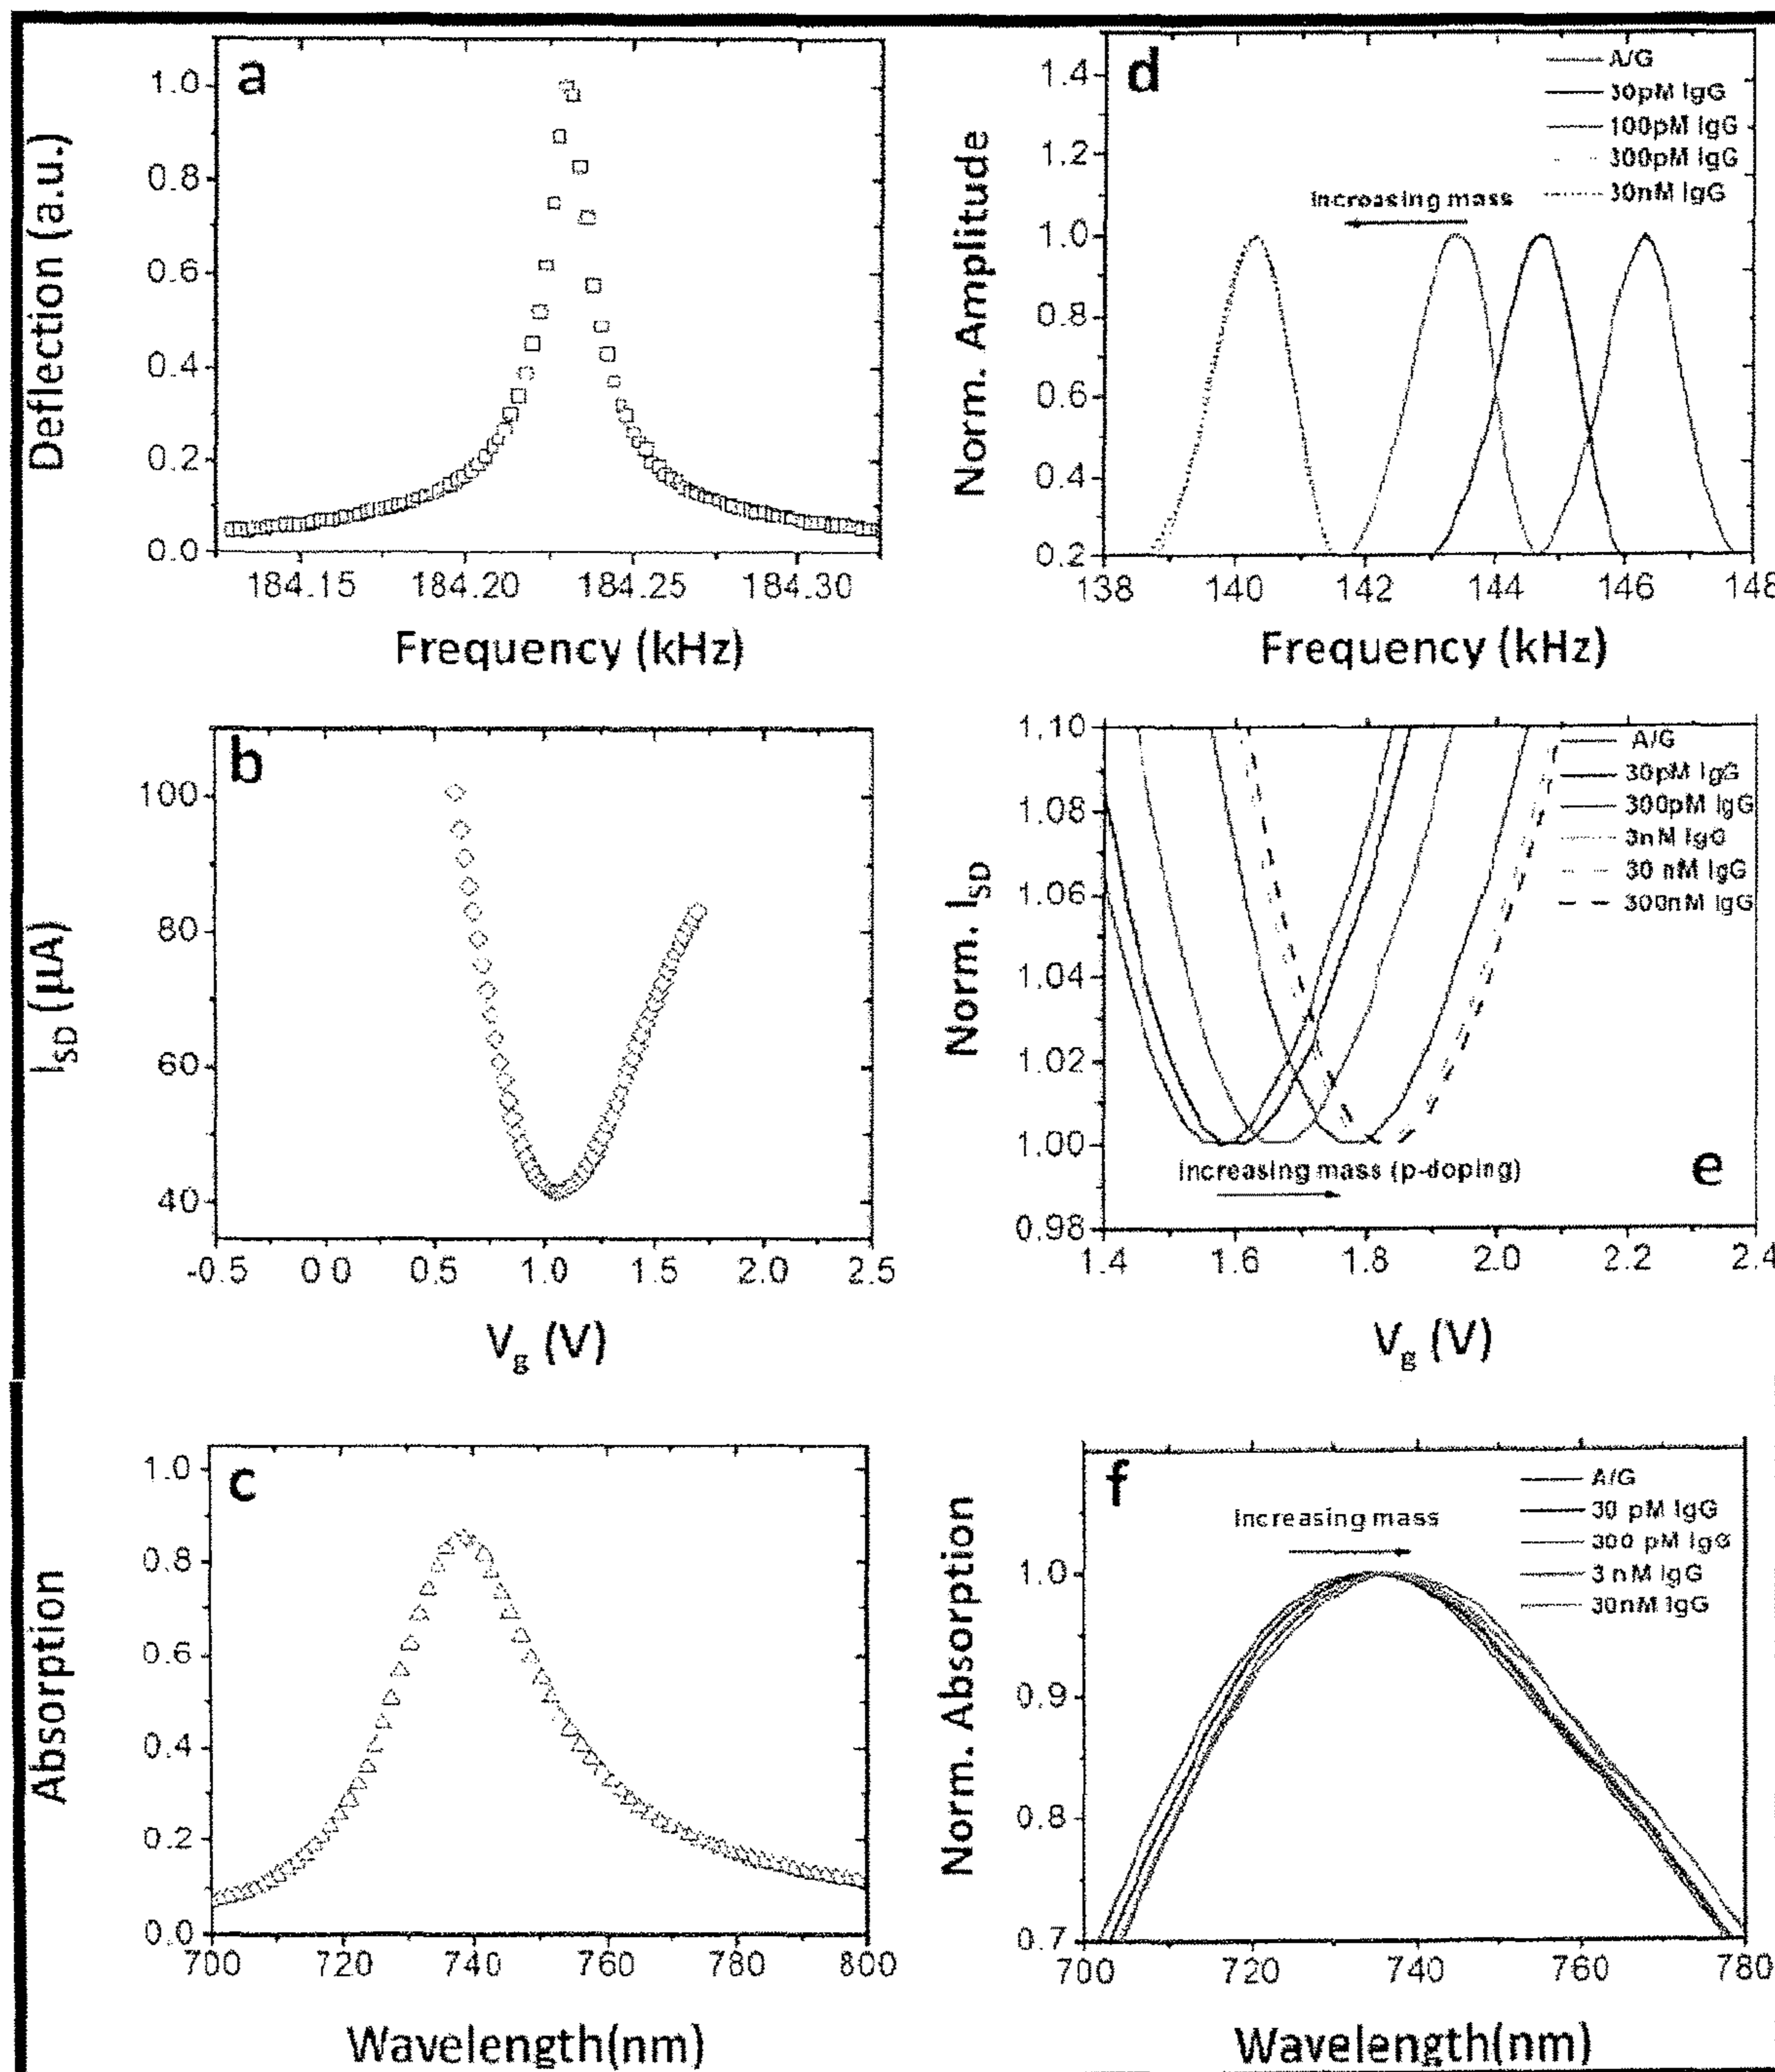 a
Deflection (a.u.)
1.0
0.8
0.6
0.4
0.2
0.0
184.15 184.20 184.25 184.30
Frequency (kHz)
d
Norm. Amplitude
1.4
1.2
1.0
0.8
0.6
0.4
0.2
A/G
30pM IgG
100pM IgG
300pM IgG
30nM IgG
increasing mass
138 140 142 144 146 148
Frequency (kHz)
b
I_SD (µA)
100
80
60
40
-0.5 0.0 0.5 1.0 1.5 2.0 2.5
V_g (V)
Norm. I_SD
1.10
1.08
1.06
1.04
1.02
1.00
0.98
A/G
30pM IgG
300pM IgG
3nM IgG
30 nM IgG
300nM IgG
increasing mass (p-doping)
e
1.4 1.6 1.8 2.0 2.2 2.4
V_g (V)
c
Absorption
1.0
0.8
0.6
0.4
0.2
0.0
700 720 740 760 780 800
Wavelength(nm)
f
Norm. Absorption
1.0
0.9
0.8
0.7
increasing mass
A/G
30 pM IgG
300 pM IgG
3 nM IgG
30nM IgG
700 720 740 760 780
Wavelength(nm)